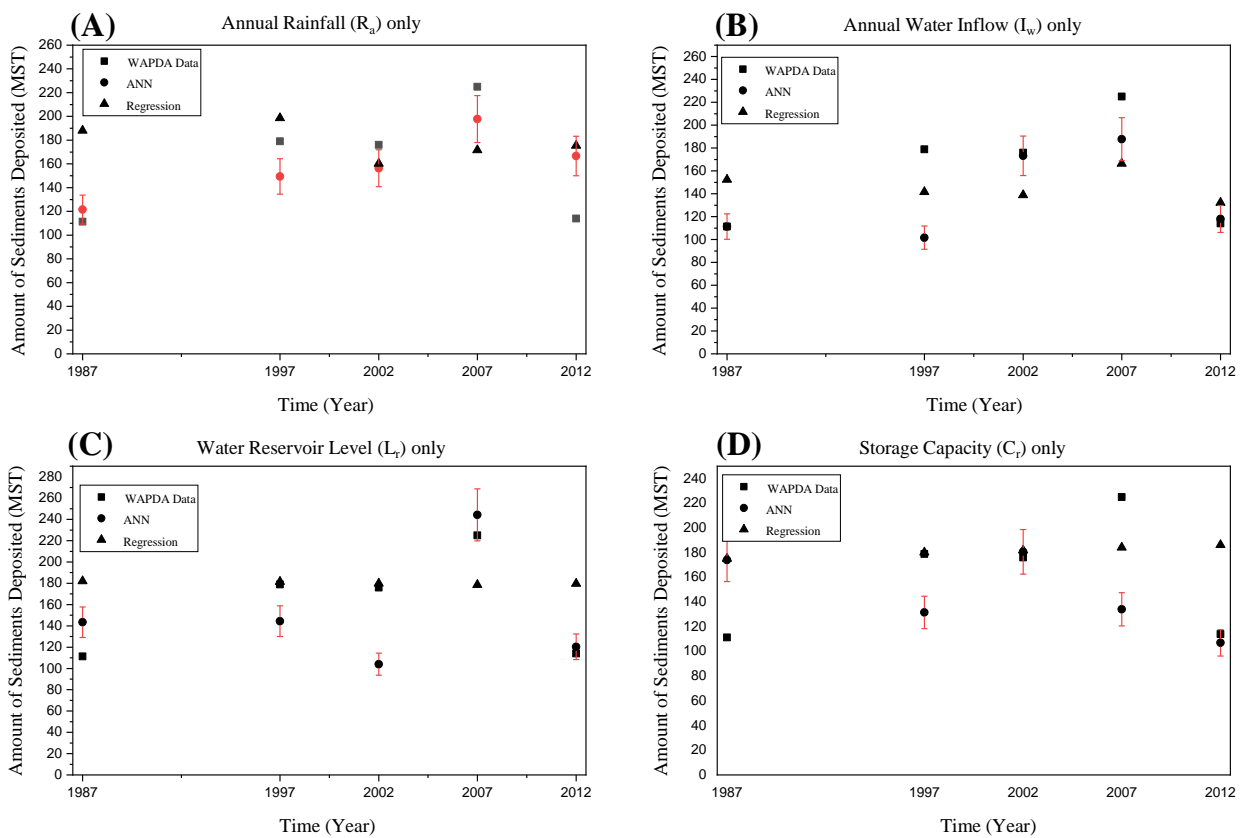 (A)
Annual Rainfall (Rₐ) only
Amount of Sediments Deposited (MST)
260
240
220
200
180
160
140
120
100
80
60
40
20
0
WAPDA Data
ANN
Regression
1987
1997
2002
2007
2012
Time (Year)
(B)
Annual Water Inflow (I_w) only
Amount of Sediments Deposited (MST)
260
240
220
200
180
160
140
120
100
80
60
40
20
0
WAPDA Data
ANN
Regression
1987
1997
2002
2007
2012
Time (Year)
(C)
Water Reservoir Level (Lᵣ) only
Amount of Sediments Deposited (MST)
280
260
240
220
200
180
160
140
120
100
80
60
40
20
0
WAPDA Data
ANN
Regression
1987
1997
2002
2007
2012
Time (Year)
(D)
Storage Capacity (Cᵣ) only
Amount of Sediments Deposited (MST)
240
220
200
180
160
140
120
100
80
60
40
20
0
WAPDA Data
ANN
Regression
1987
1997
2002
2007
2012
Time (Year)